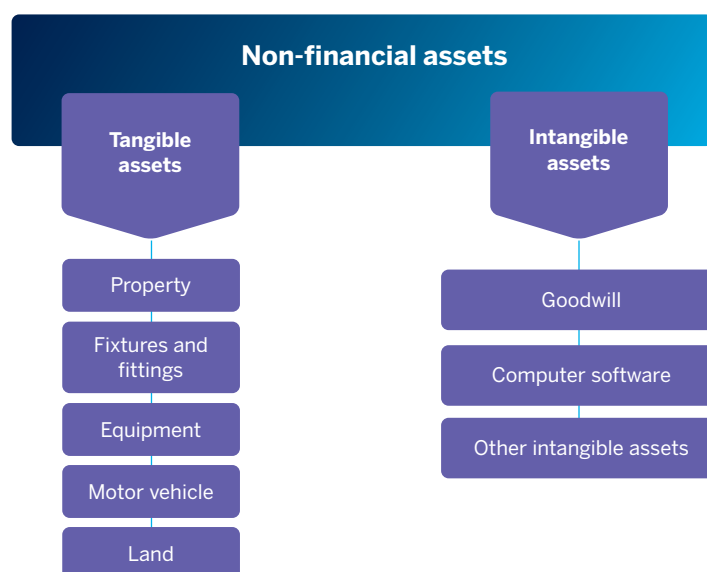 Non-financial assets
Tangible
assets
Property
Fixtures and
fittings
Equipment
Motor vehicle
Land
Intangible
assets
Goodwill
Computer software
Other intangible assets